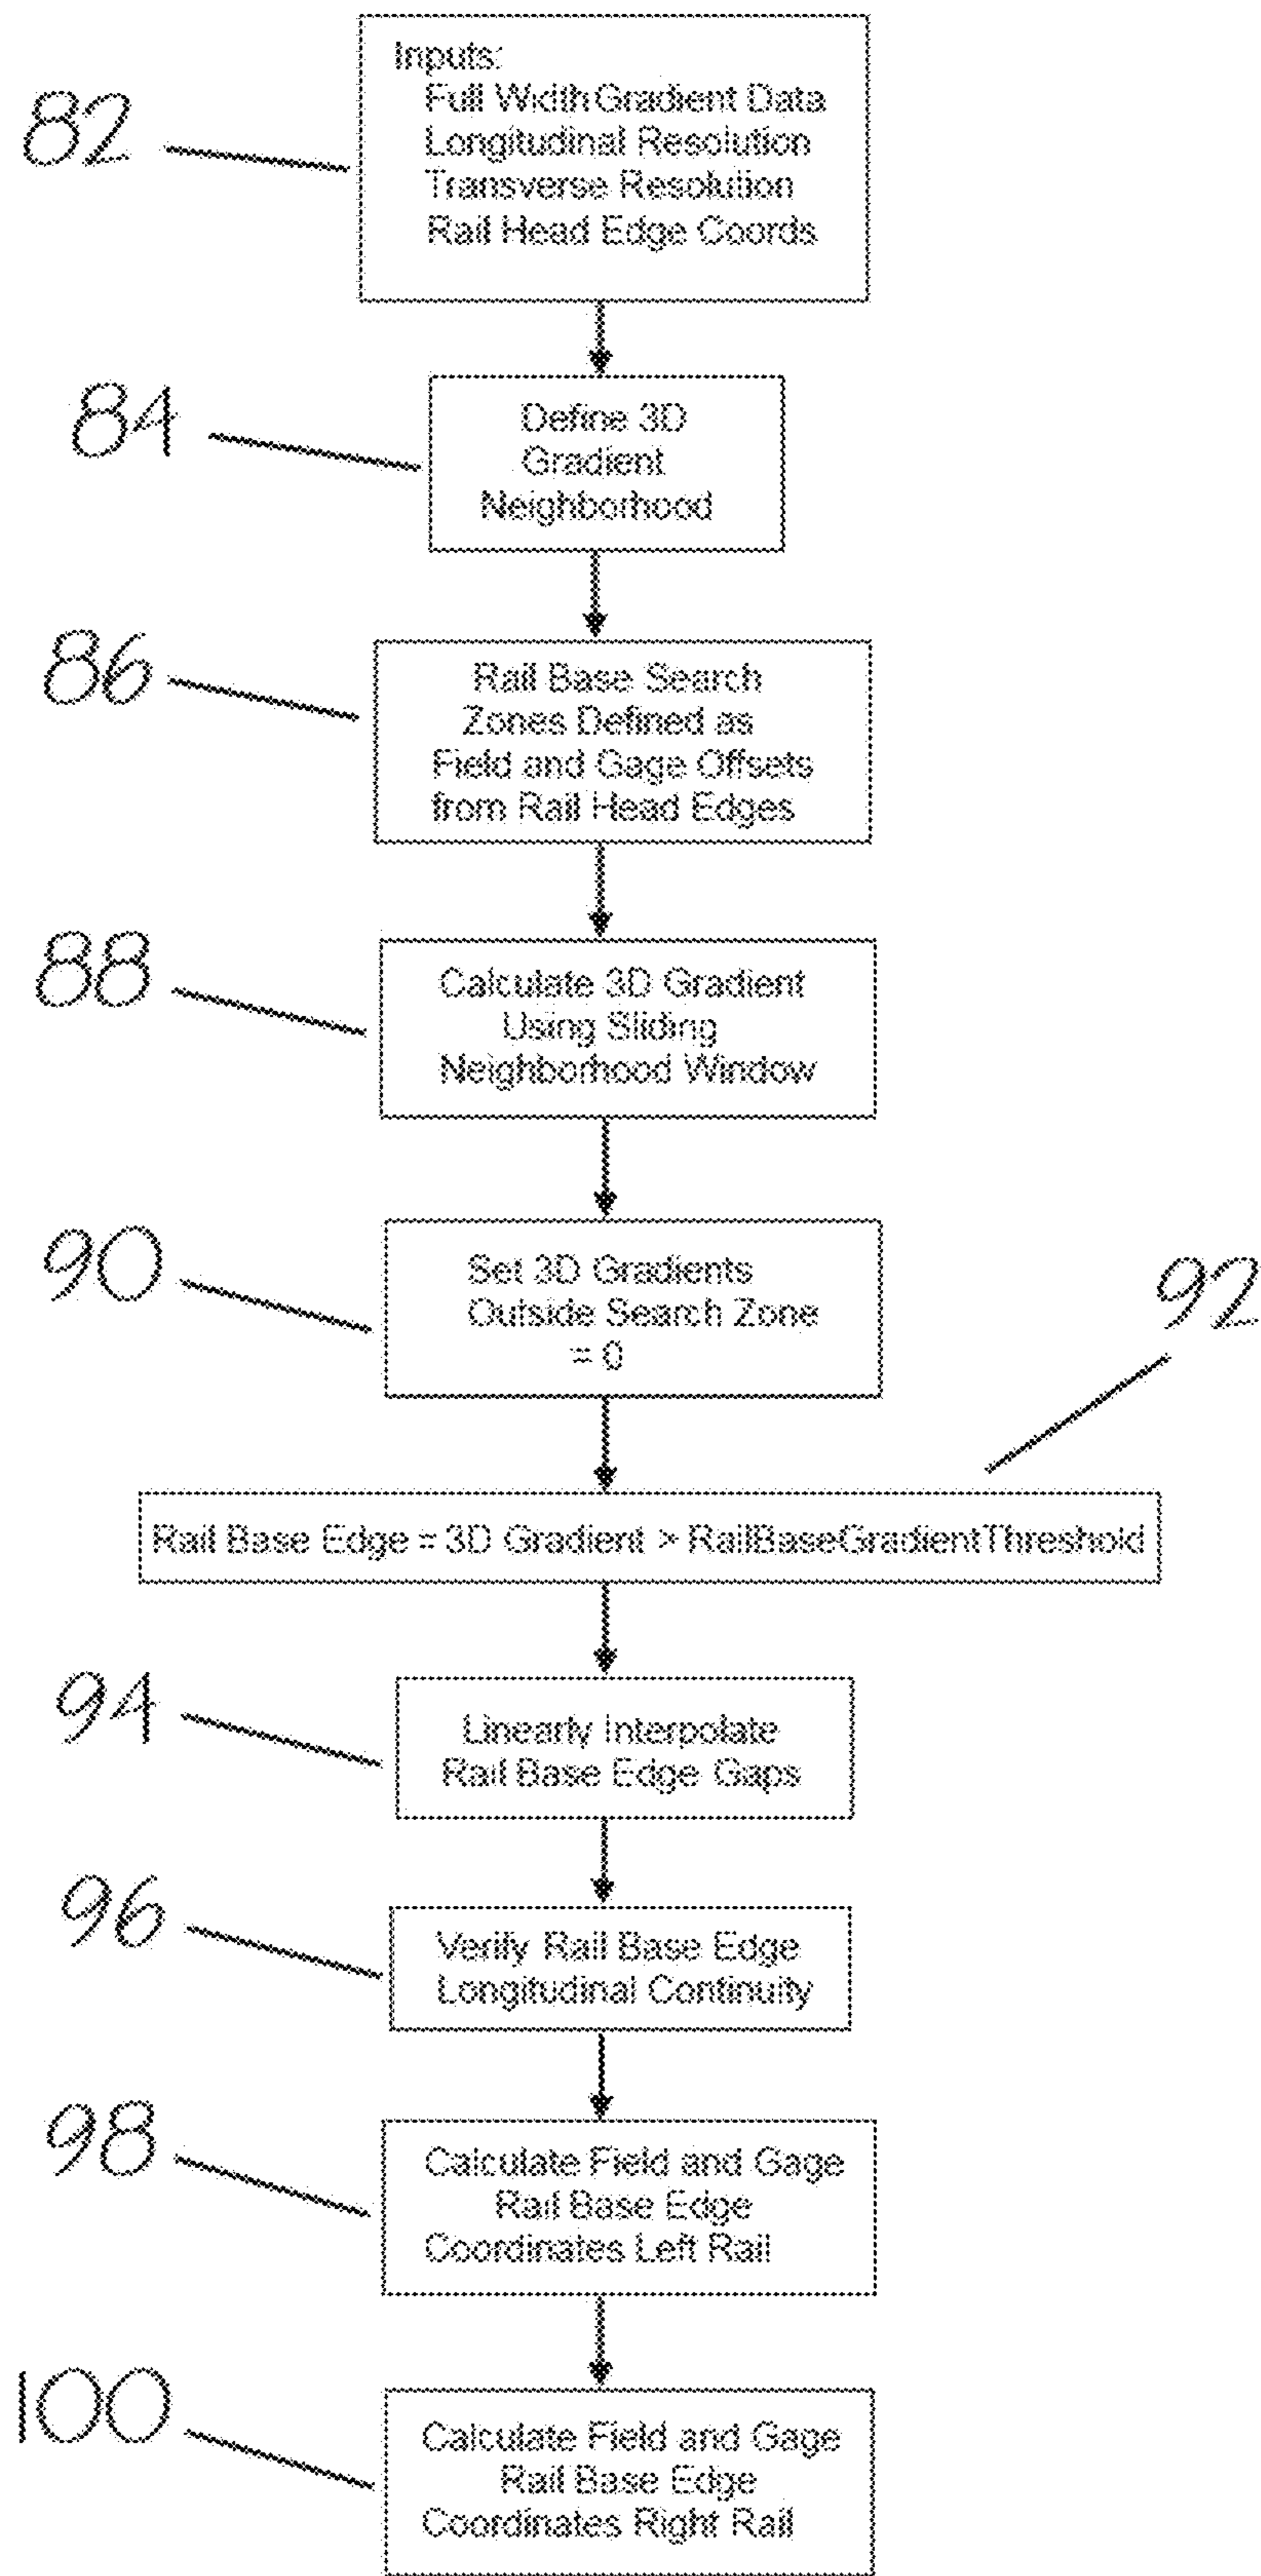 82
Inputs:
Full Width Gradient Data
Longitudinal Resolution
Transverse Resolution
Rail Head Edge Coords
84
Define 3D
Gradient
Neighborhood
86
Rail Base Search
Zones Defined as
Field and Gage Offsets
from Rail Head Edges
88
Calculate 3D Gradient
Using Sliding
Neighborhood Window
90
Set 3D Gradients
Outside Search Zone
= 0
92
Rail Base Edge = 3D Gradient > RailBaseGradientThreshold
94
Linearly Interpolate
Rail Base Edge Gaps
96
Verify Rail Base Edge
Longitudinal Continuity
98
Calculate Field and Gage
Rail Base Edge
Coordinates Left Rail
100
Calculate Field and Gage
Rail Base Edge
Coordinates Right Rail